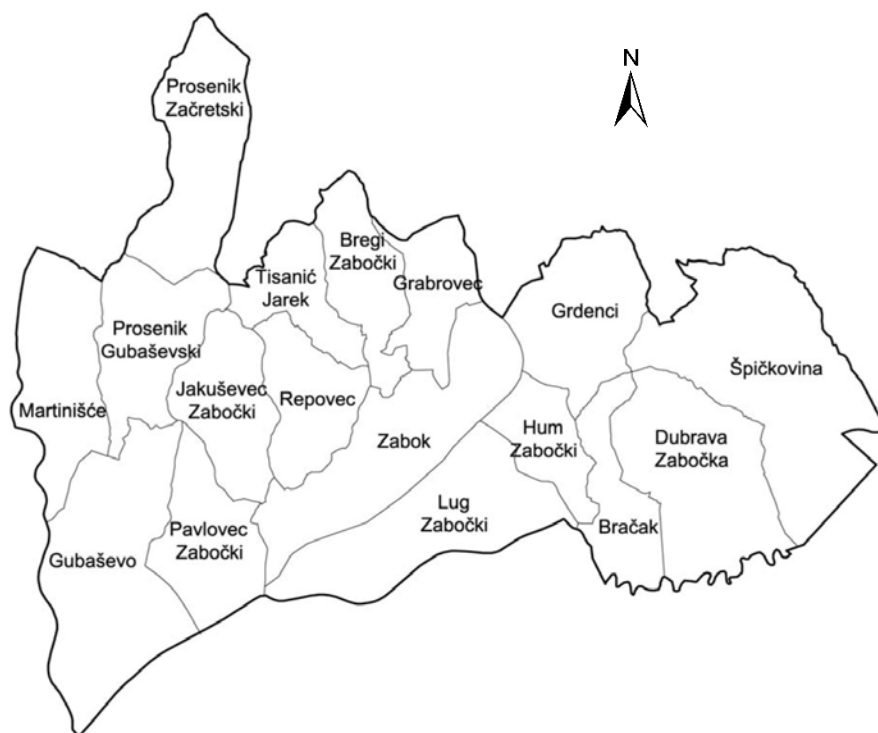 N
Prosenik
Začretski
Bregi
Zabočki
Tisanić
Jarek
Grabrovec
Grdenci
Prosenik
Gubaševski
Špičkovina
Jakuševec
Zabočki
Repovec
Martinišće
Zabok
Hum
Zabočki
Dubrava
Zabočka
Lug
Zabočki
Pavlovec
Zabočki
Bračak
Gubaševo